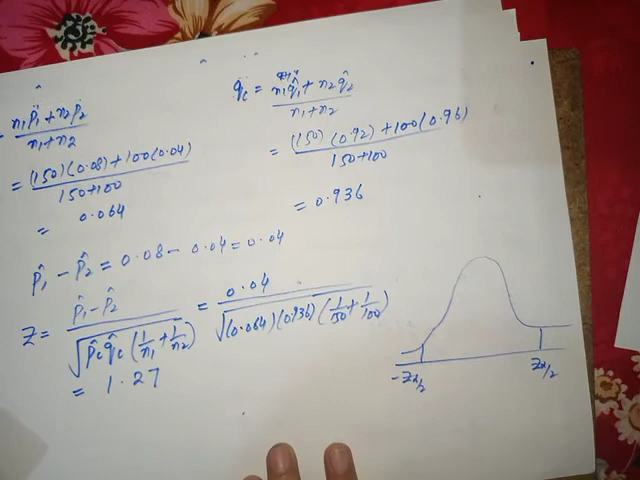 = n₁p̂₁ + n₂p̂₂ / n₁ + n₂
= (150)(0.08) + 100(0.04) / 150 + 100
= 0.064
q̂c = n₁q̂₁ + n₂q̂₂ / n₁ + n₂
= (150)(0.92) + 100(0.96) / 150 + 100
= 0.936
p̂₁ - p̂₂ = 0.08 - 0.04 = 0.04
Z = p̂₁ - p̂₂ / √p̂c q̂c (1/n₁ + 1/n₂) = 0.04 / √(0.064)(0.936)(1/150 + 1/100)
= 1.27
-Zα/2 Zα/2